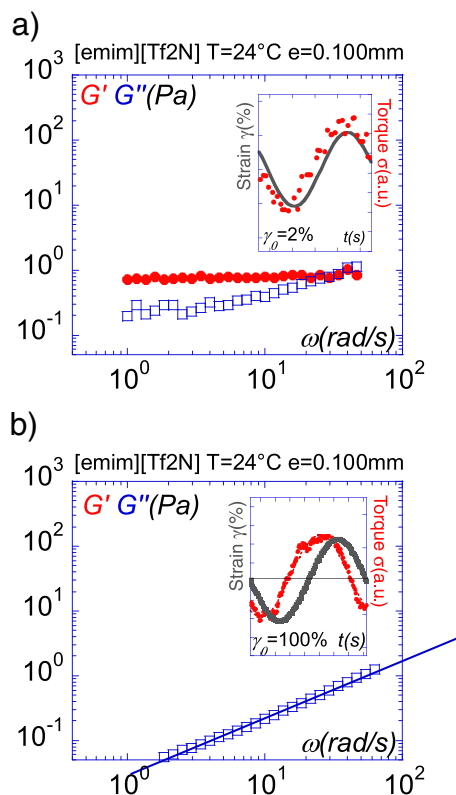 a)
[emim][Tf2N] T=24°C e=0.100mm
G' G''(Pa)
10³
10²
10¹
10⁰
10⁻¹
Strain γ(%)
Torque σ(a.u.)
γ₀=2% t(s)
ω(rad/s)
10⁰ 10¹ 10²
b)
[emim][Tf2N] T=24°C e=0.100mm
G' G''(Pa)
10³
10²
10¹
10⁰
10⁻¹
Strain γ(%)
Torque σ(a.u.)
γ₀=100% t(s)
ω(rad/s)
10⁰ 10¹ 10²